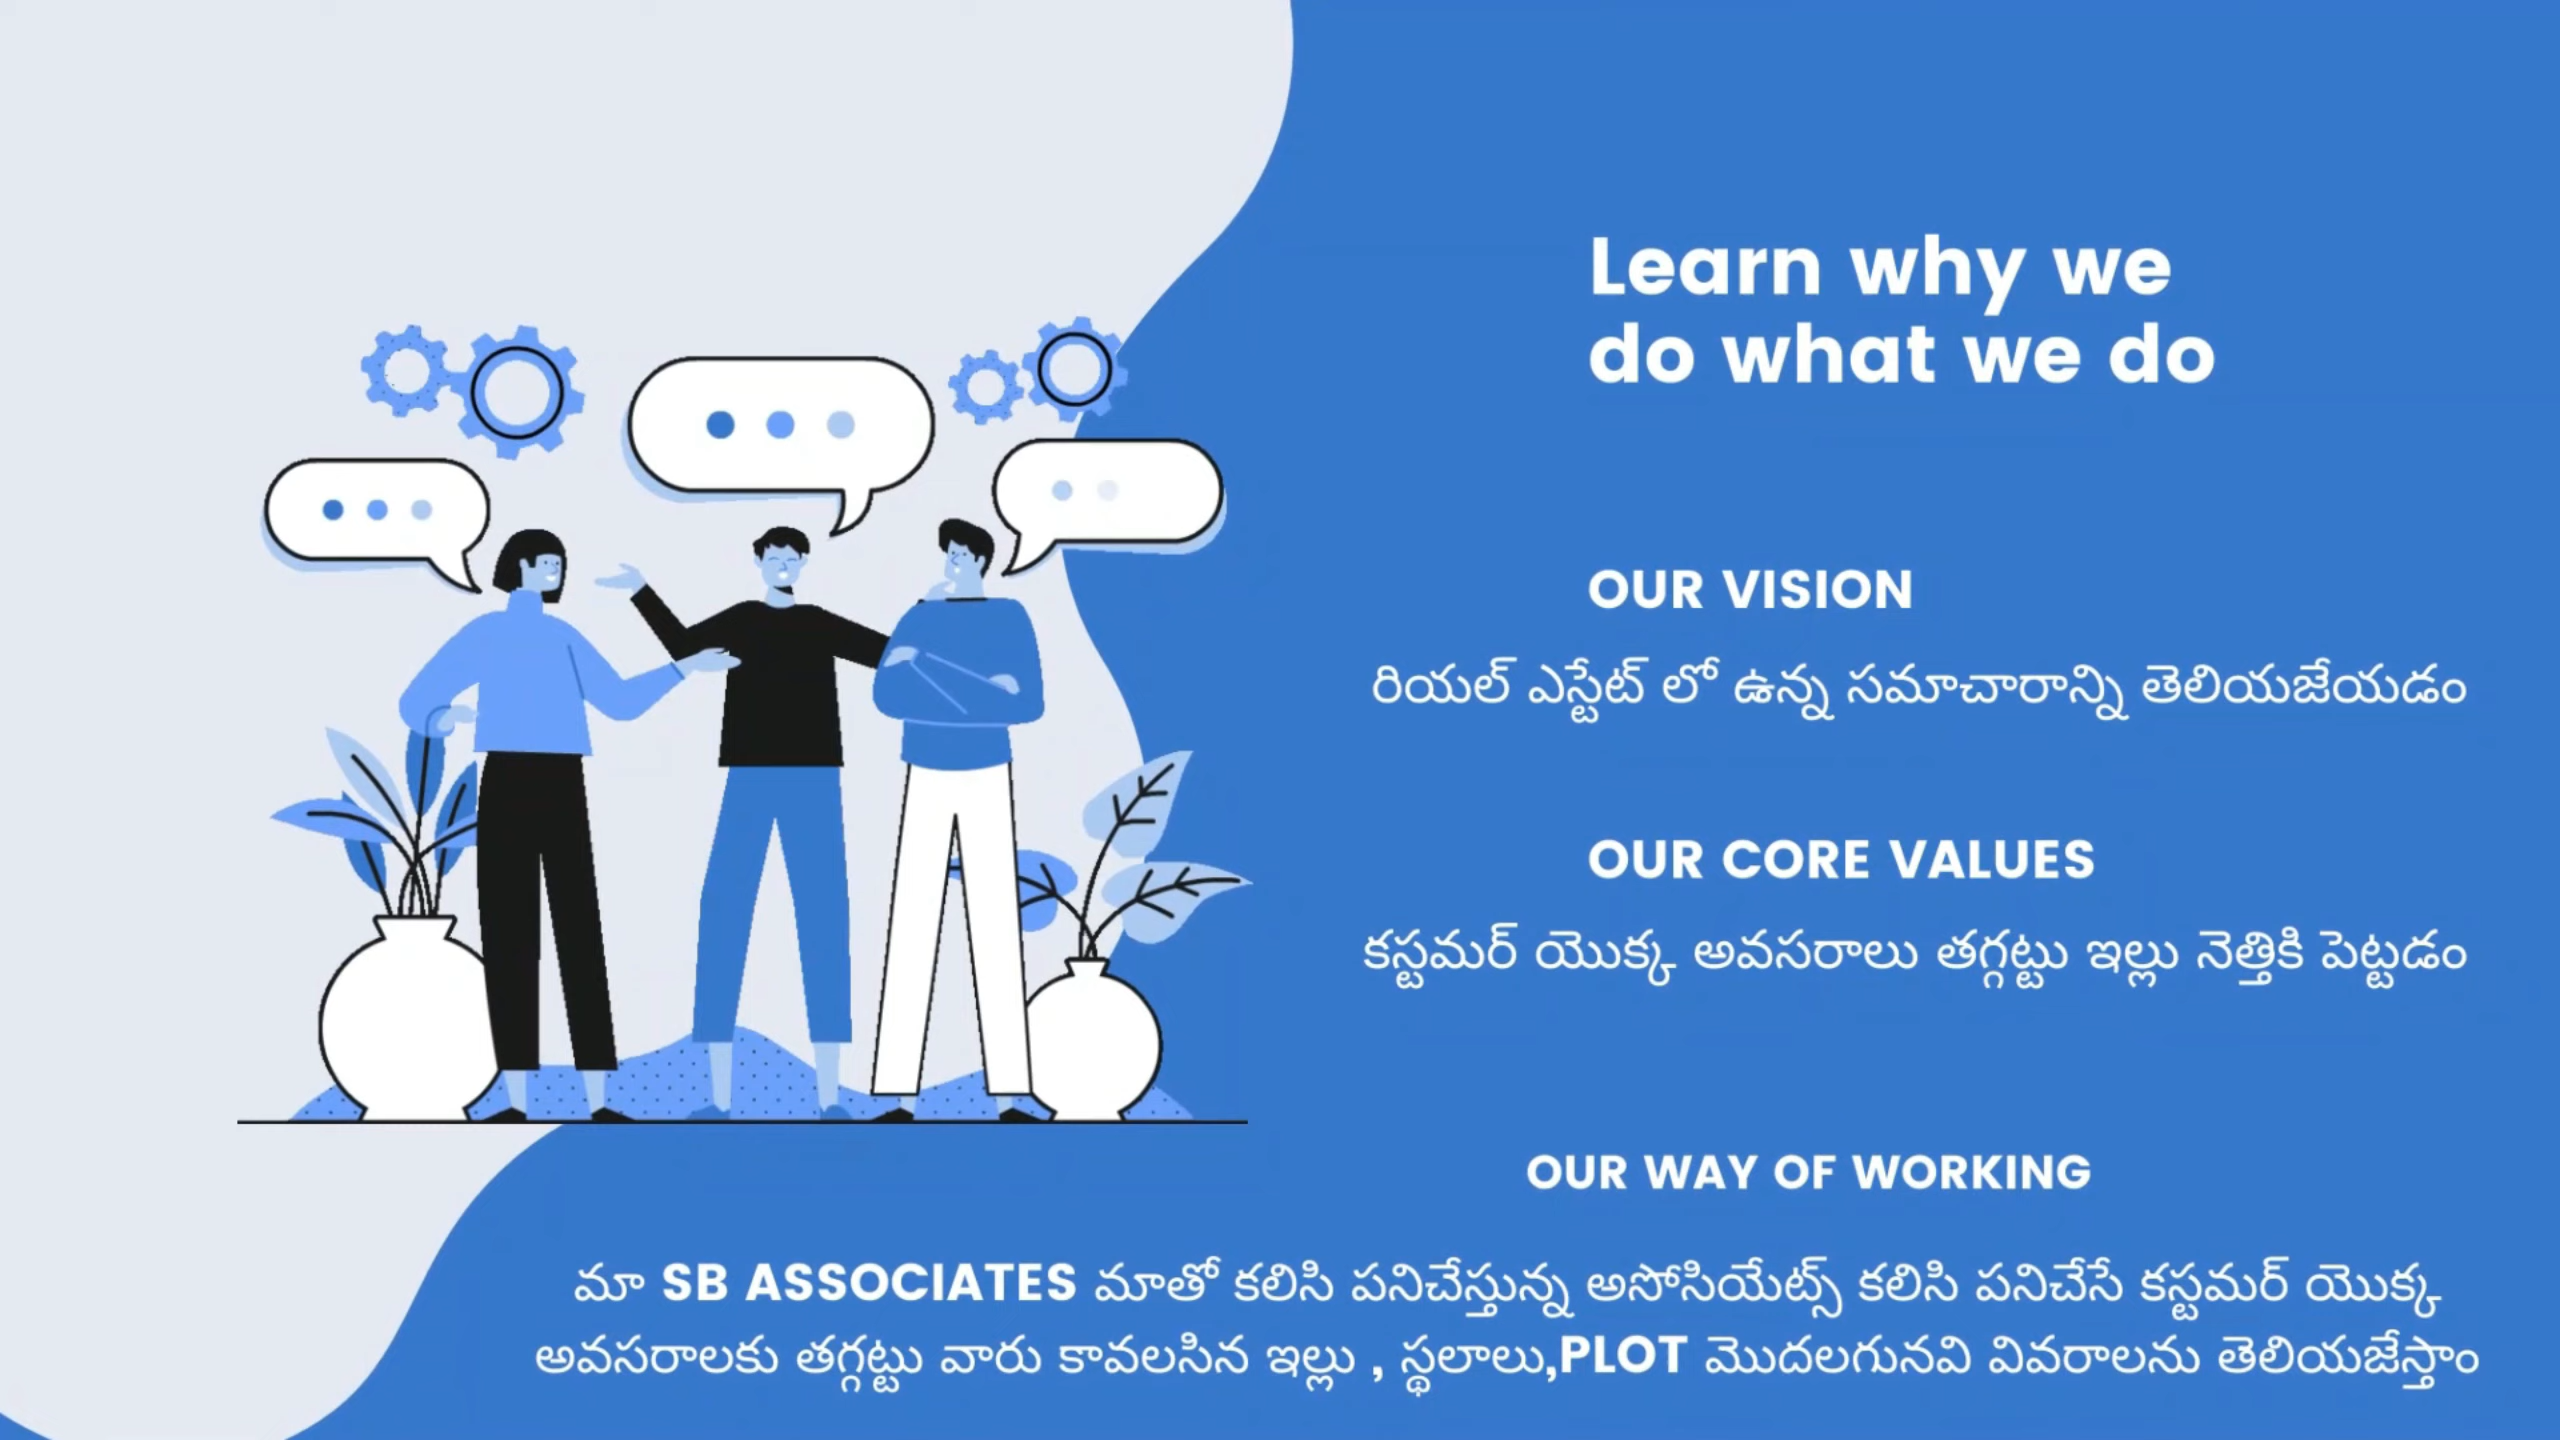 Learn why we
do what we do
OUR VISION
రియల్ ఎస్టేట్ లో ఉన్న సమాచారాన్ని తెలియజేయడం
OUR CORE VALUES
కస్టమర్ యొక్క అవసరాలు తగ్గట్టు ఇల్లు నెత్తికి పెట్టడం
OUR WAY OF WORKING
మా SB ASSOCIATES మాతో కలిసి పనిచేస్తున్న అసోసియేట్స్ కలిసి పనిచేసే కస్టమర్ యొక్క
అవసరాలకు తగ్గట్టు వారు కావలసిన ఇల్లు , స్థలాలు,PLOT మొదలగునవి వివరాలను తెలియజేస్తాం